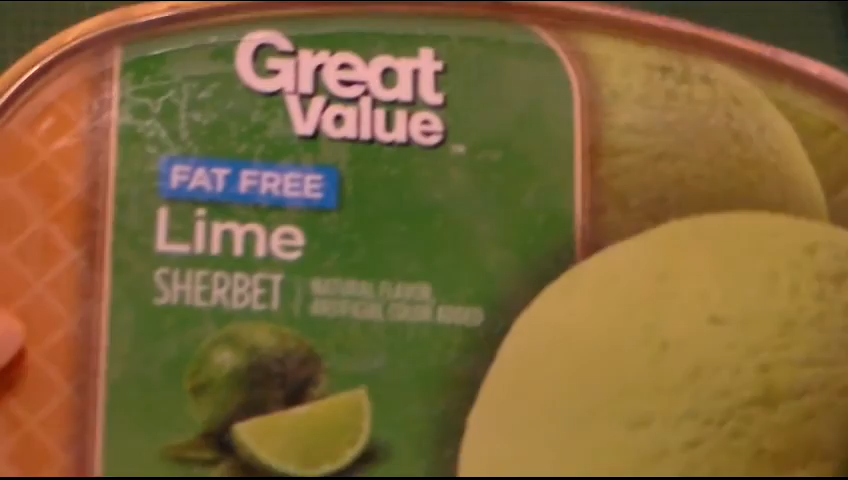 Great
Value
FAT FREE
Lime
SHERBET
NATURAL FLAVOR,
ARTIFICIAL COLOR ADDED